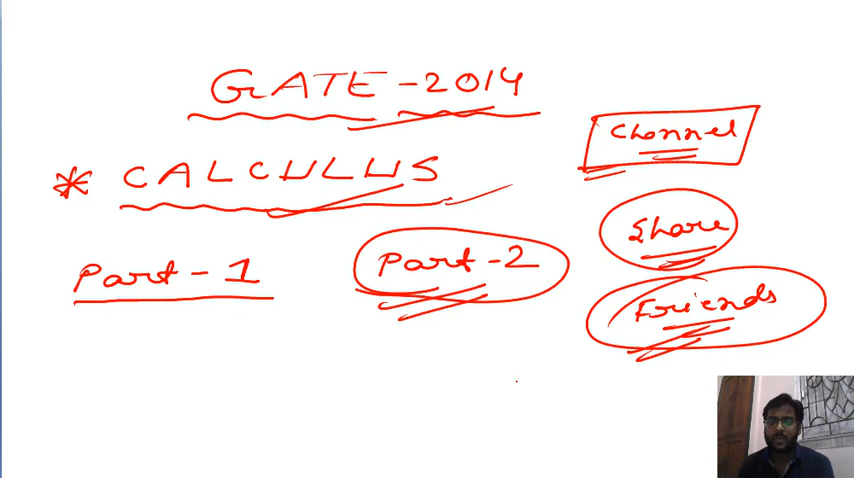 GATE-2014
* CALCULUS
Part-1
Part-2
Channel
Share
Friends